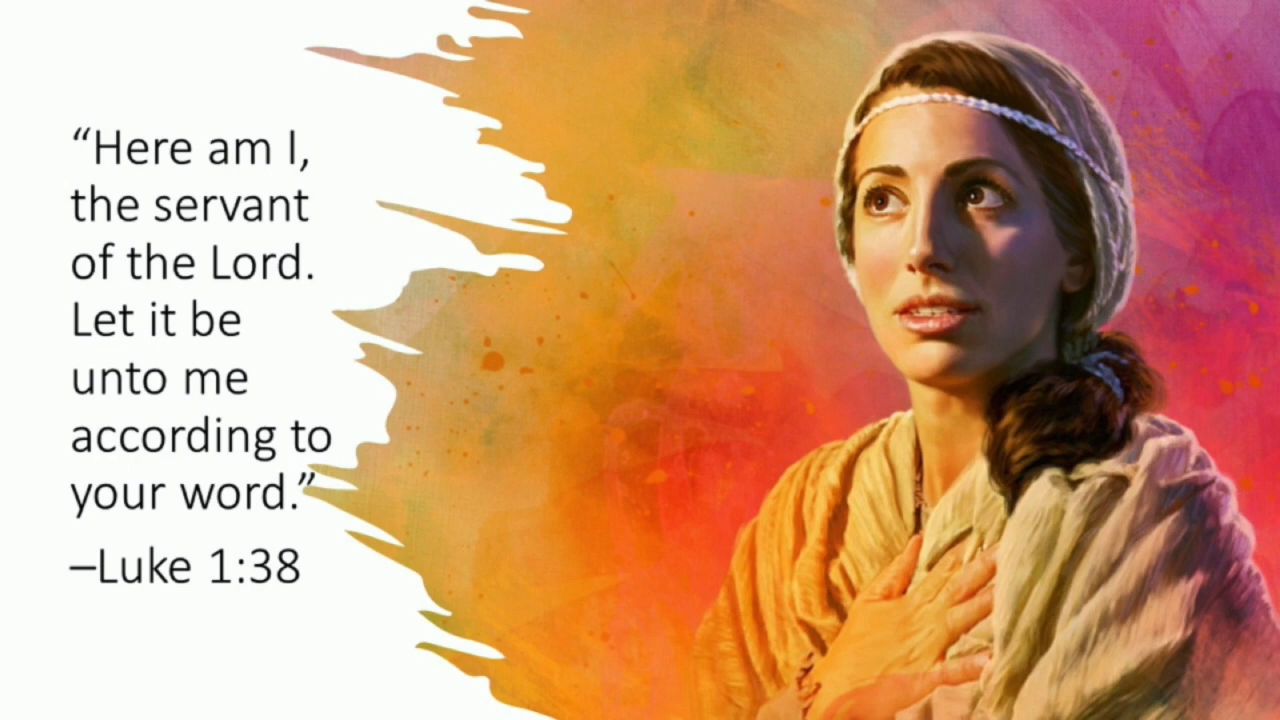 “Here am I,
the servant
of the Lord.
Let it be
unto me
according to
your word.”
–Luke 1:38